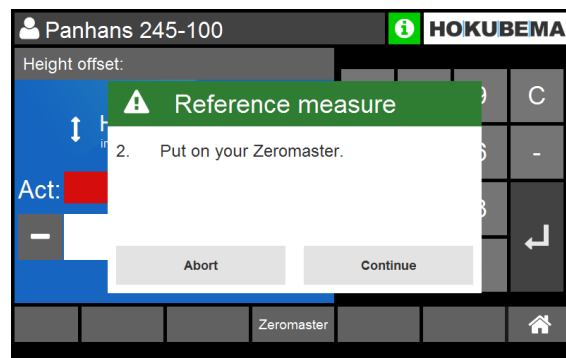 Panhans 245-100
HOKUBEMA
Height offset:
Reference measure
C
2. Put on your Zeromaster.
-
Act:
Abort
Continue
Zeromaster